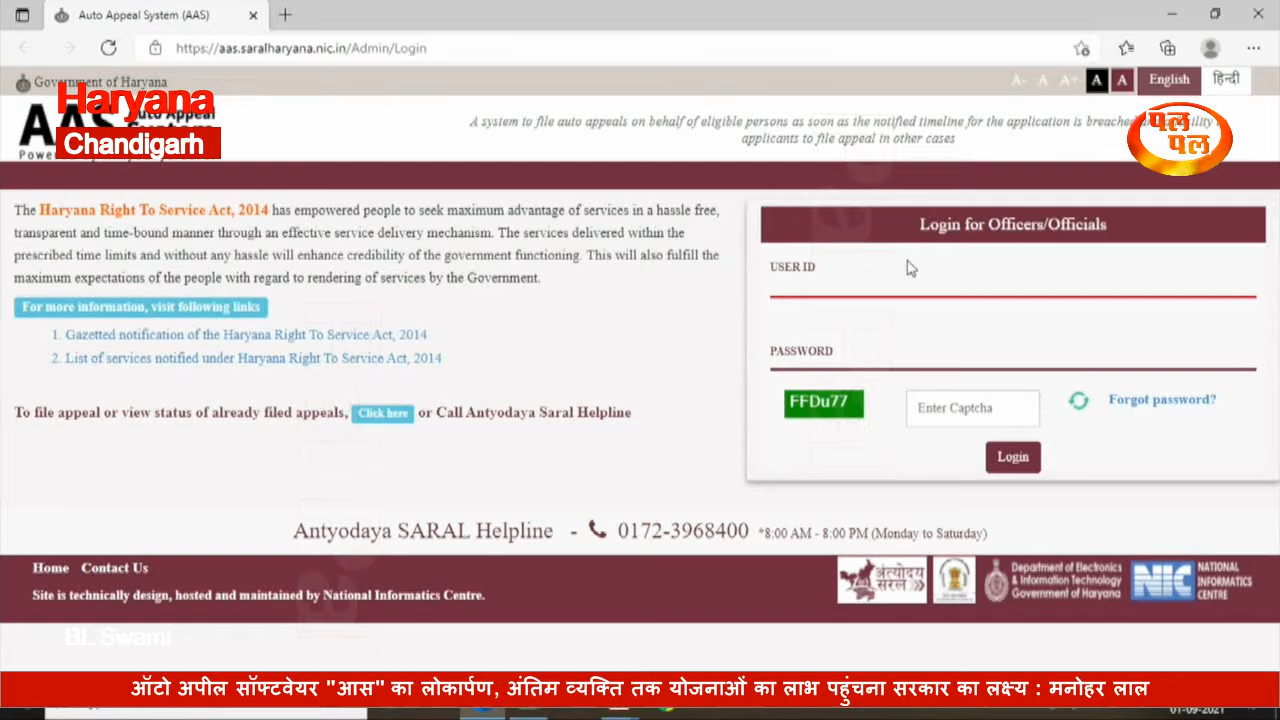 Auto Appeal System (AAS)
https://aas.saralharyana.nic.in/Admin/Login
Government of Haryana
A- A A+ A A English हिन्दी
Haryana
Chandigarh
AAS Auto Appeal
A system to file auto appeals on behalf of eligible persons as soon as the notified timeline for the application is breached
applicants to file appeal in other cases
पल
पल
The Haryana Right To Service Act, 2014 has empowered people to seek maximum advantage of services in a hassle free,
transparent and time-bound manner through an effective service delivery mechanism. The services delivered within the
prescribed time limits and without any hassle will enhance credibility of the government functioning. This will also fulfill the
maximum expectations of the people with regard to rendering of services by the Government.
For more information, visit following links
1. Gazetted notification of the Haryana Right To Service Act, 2014
2. List of services notified under Haryana Right To Service Act, 2014
To file appeal or view status of already filed appeals, Click here or Call Antyodaya Saral Helpline
Login for Officers/Officials
USER ID
PASSWORD
FFDu77
Enter Captcha
Forgot password?
Login
Antyodaya SARAL Helpline - 0172-3968400 *8:00 AM - 8:00 PM (Monday to Saturday)
Home Contact Us
Site is technically design, hosted and maintained by National Informatics Centre.
अंत्योदय
सरल
Department of Electronics
& Information Technology
Government of Haryana
NIC
NATIONAL
INFORMATICS
CENTRE
BL Swami
ऑटो अपील सॉफ्टवेयर "आस" का लोकार्पण, अंतिम व्यक्ति तक योजनाओं का लाभ पहुंचना सरकार का लक्ष्य : मनोहर लाल
01-09-2021